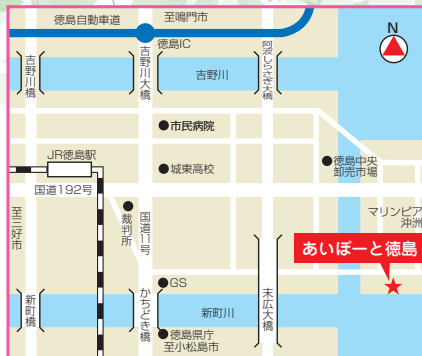 徳島自動車道
至鳴門市
徳島IC
N
吉野川橋
吉野川大橋
阿波しらさぎ大橋
吉野川
市民病院
城東高校
徳島中央
卸売市場
JR徳島駅
国道192号
至三好市
裁判所
国道11号
マリンピア
沖洲
あいぽーと徳島
GS
新町橋
かちどき橋
新町川
末広大橋
徳島県庁
至小松島市